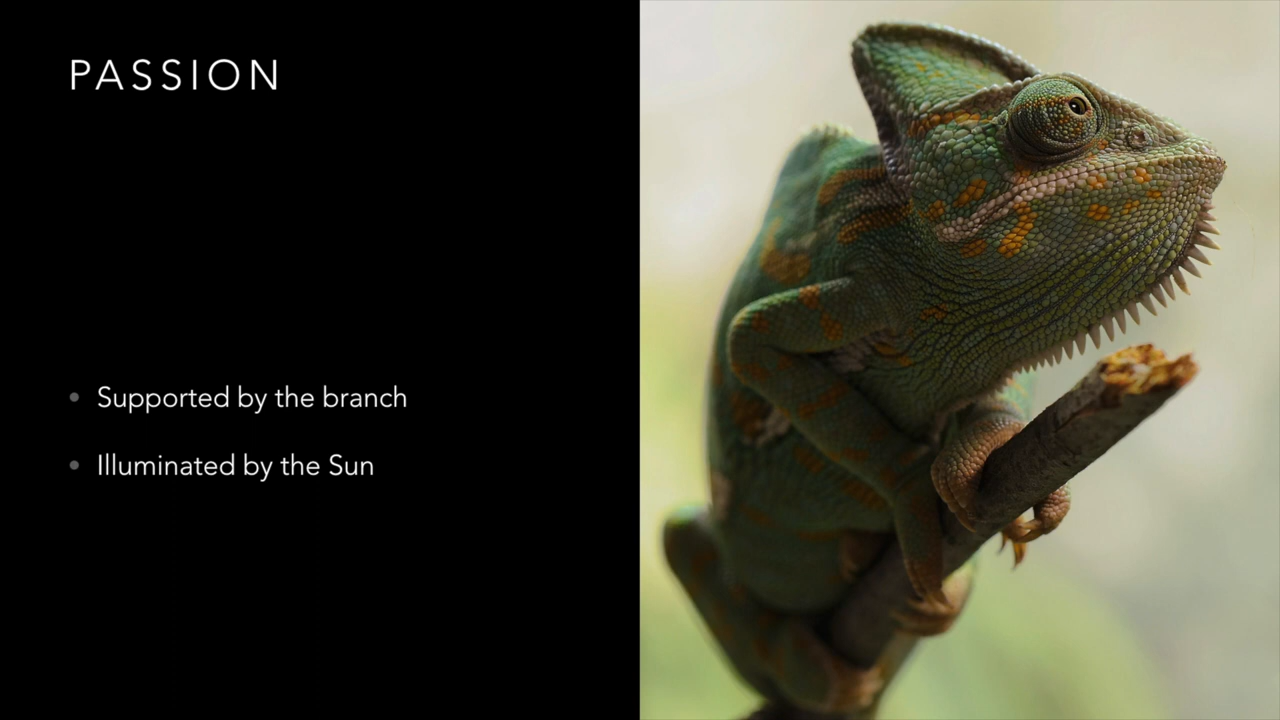 PASSION
• Supported by the branch
• Illuminated by the Sun